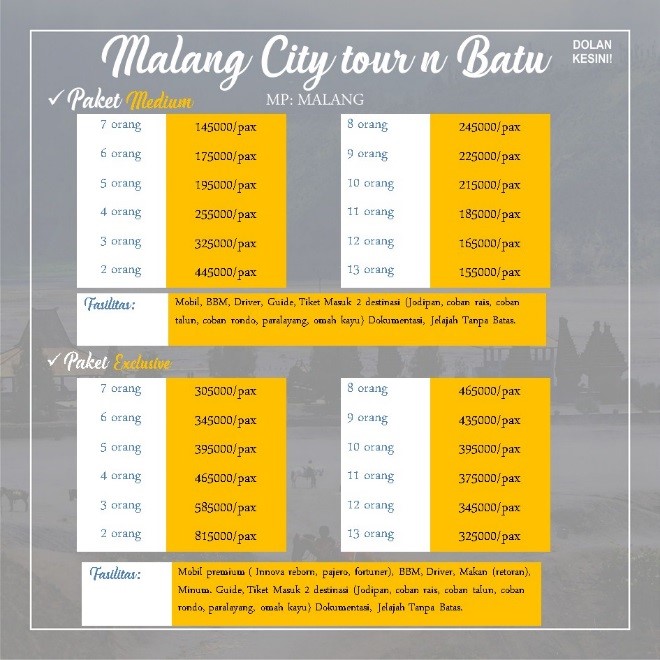 Malang City tour n Batu
DOLAN
KESINI!
Paket Medium
MP: MALANG
7 orang 145000/pax
6 orang 175000/pax
5 orang 195000/pax
4 orang 255000/pax
3 orang 325000/pax
2 orang 445000/pax
8 orang 245000/pax
9 orang 225000/pax
10 orang 215000/pax
11 orang 185000/pax
12 orang 165000/pax
13 orang 155000/pax
Fasilitas:
Mobil, BBM, Driver, Guide, Tiket Masuk 2 destinasi (Jodipan, coban rais, coban
talun, coban rondo, paralayang, omah kayu) Dokumentasi, Jelajah Tanpa Batas.
Paket Exclusive
7 orang 305000/pax
6 orang 345000/pax
5 orang 395000/pax
4 orang 465000/pax
3 orang 585000/pax
2 orang 815000/pax
8 orang 465000/pax
9 orang 435000/pax
10 orang 395000/pax
11 orang 375000/pax
12 orang 345000/pax
13 orang 325000/pax
Fasilitas:
Mobil premium ( Innova reborn, pajero, fortuner), BBM, Driver, Makan (retoran),
Minum. Guide, Tiket Masuk 2 destinasi (Jodipan, coban rais, coban talun, coban
rondo, paralayang, omah kayu) Dokumentasi, Jelajah Tanpa Batas.